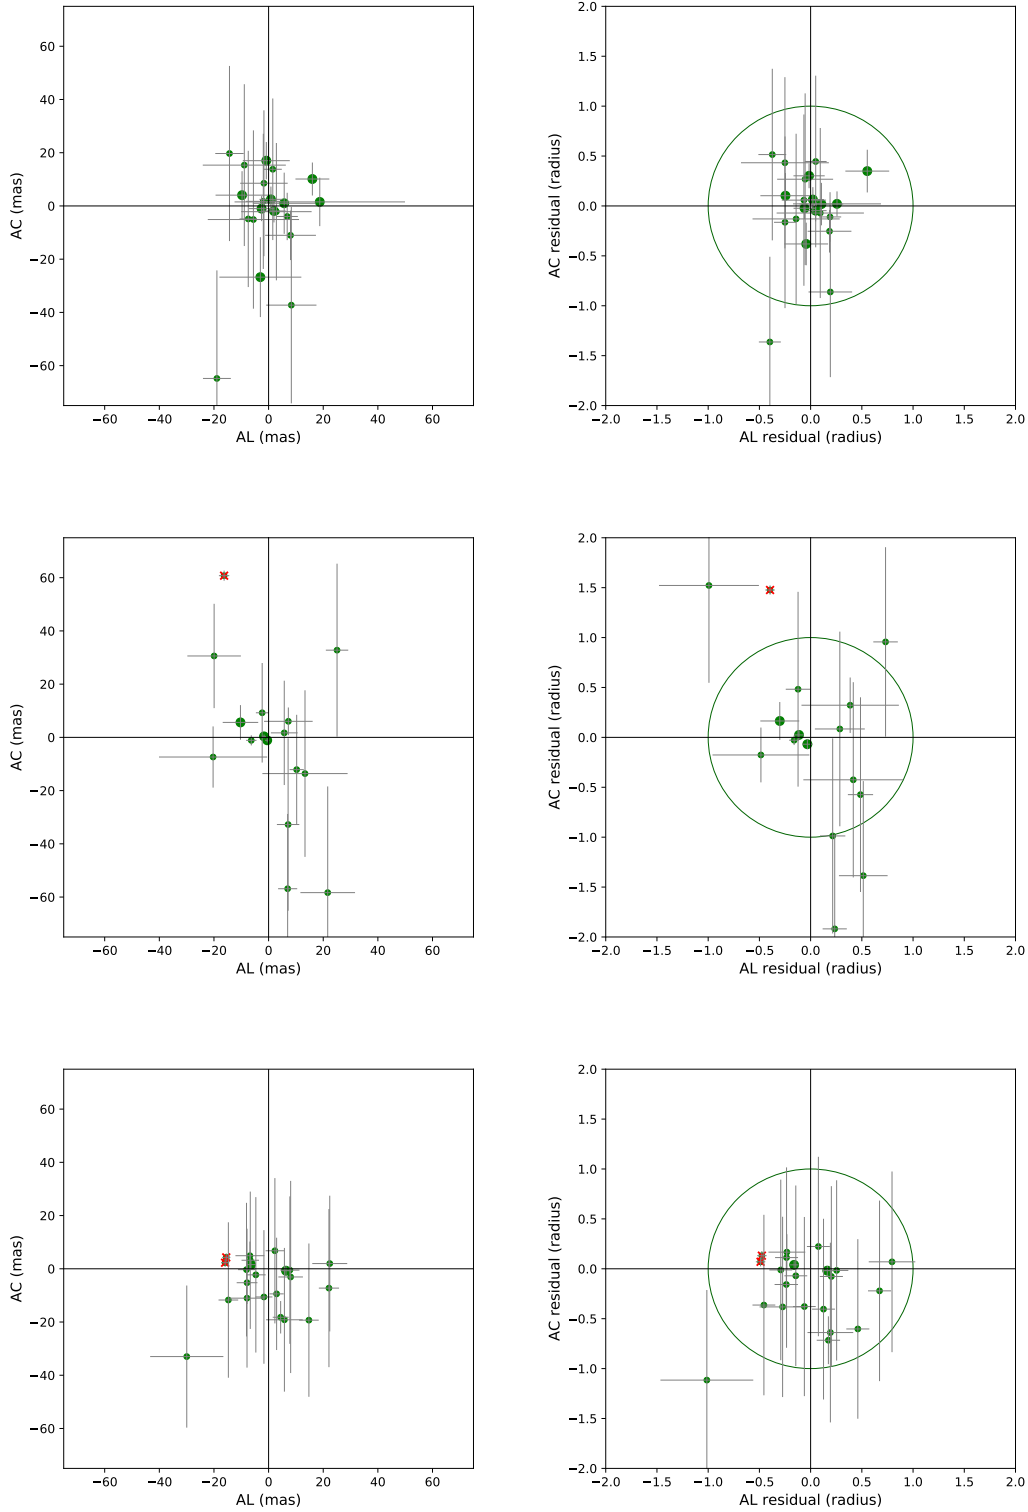 60
40
20
0
−20
−40
−60
AC (mas)
−60 −40 −20 0 20 40 60
AL (mas)
2.0
1.5
1.0
0.5
0.0
−0.5
−1.0
−1.5
−2.0
AC residual (radius)
−2.0 −1.5 −1.0 −0.5 0.0 0.5 1.0 1.5 2.0
AL residual (radius)
60
40
20
0
−20
−40
−60
AC (mas)
−60 −40 −20 0 20 40 60
AL (mas)
2.0
1.5
1.0
0.5
0.0
−0.5
−1.0
−1.5
−2.0
AC residual (radius)
−2.0 −1.5 −1.0 −0.5 0.0 0.5 1.0 1.5 2.0
AL residual (radius)
60
40
20
0
−20
−40
−60
AC (mas)
−60 −40 −20 0 20 40 60
AL (mas)
2.0
1.5
1.0
0.5
0.0
−0.5
−1.0
−1.5
−2.0
AC residual (radius)
−2.0 −1.5 −1.0 −0.5 0.0 0.5 1.0 1.5 2.0
AL residual (radius)